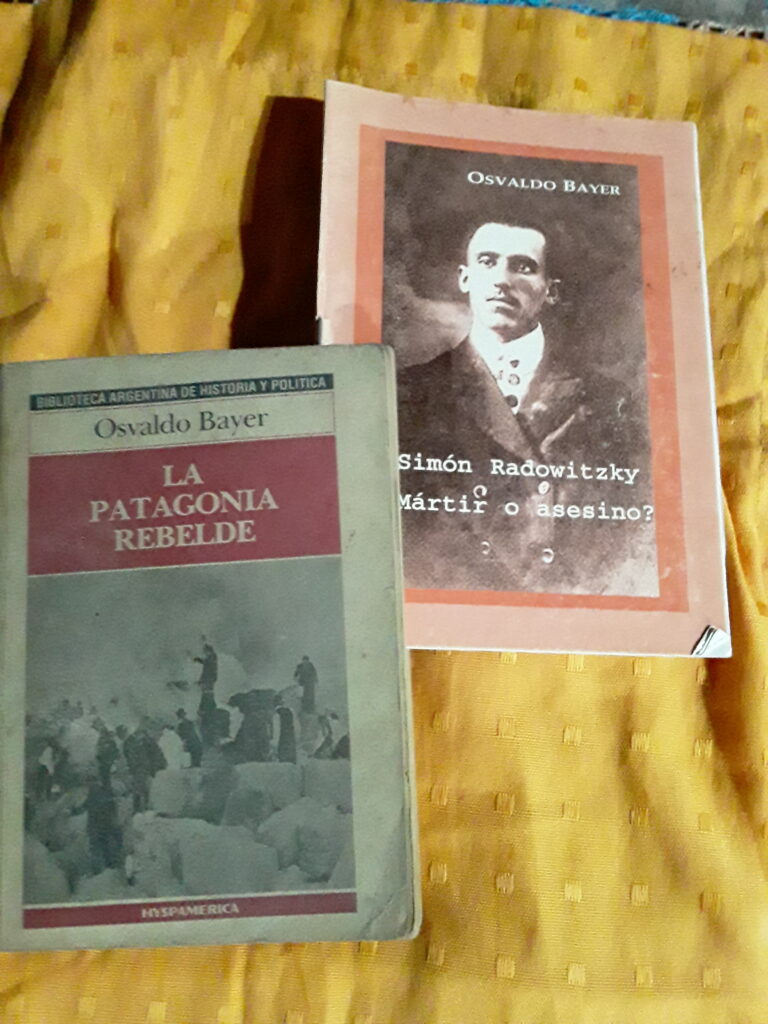 BIBLIOTECA ARGENTINA DE HISTORIA Y POLITICA
Osvaldo Bayer
LA
PATAGONIA
REBELDE
HYSPAMERICA
OSVALDO BAYER
Simón Radowitzky
Mártir o asesino?